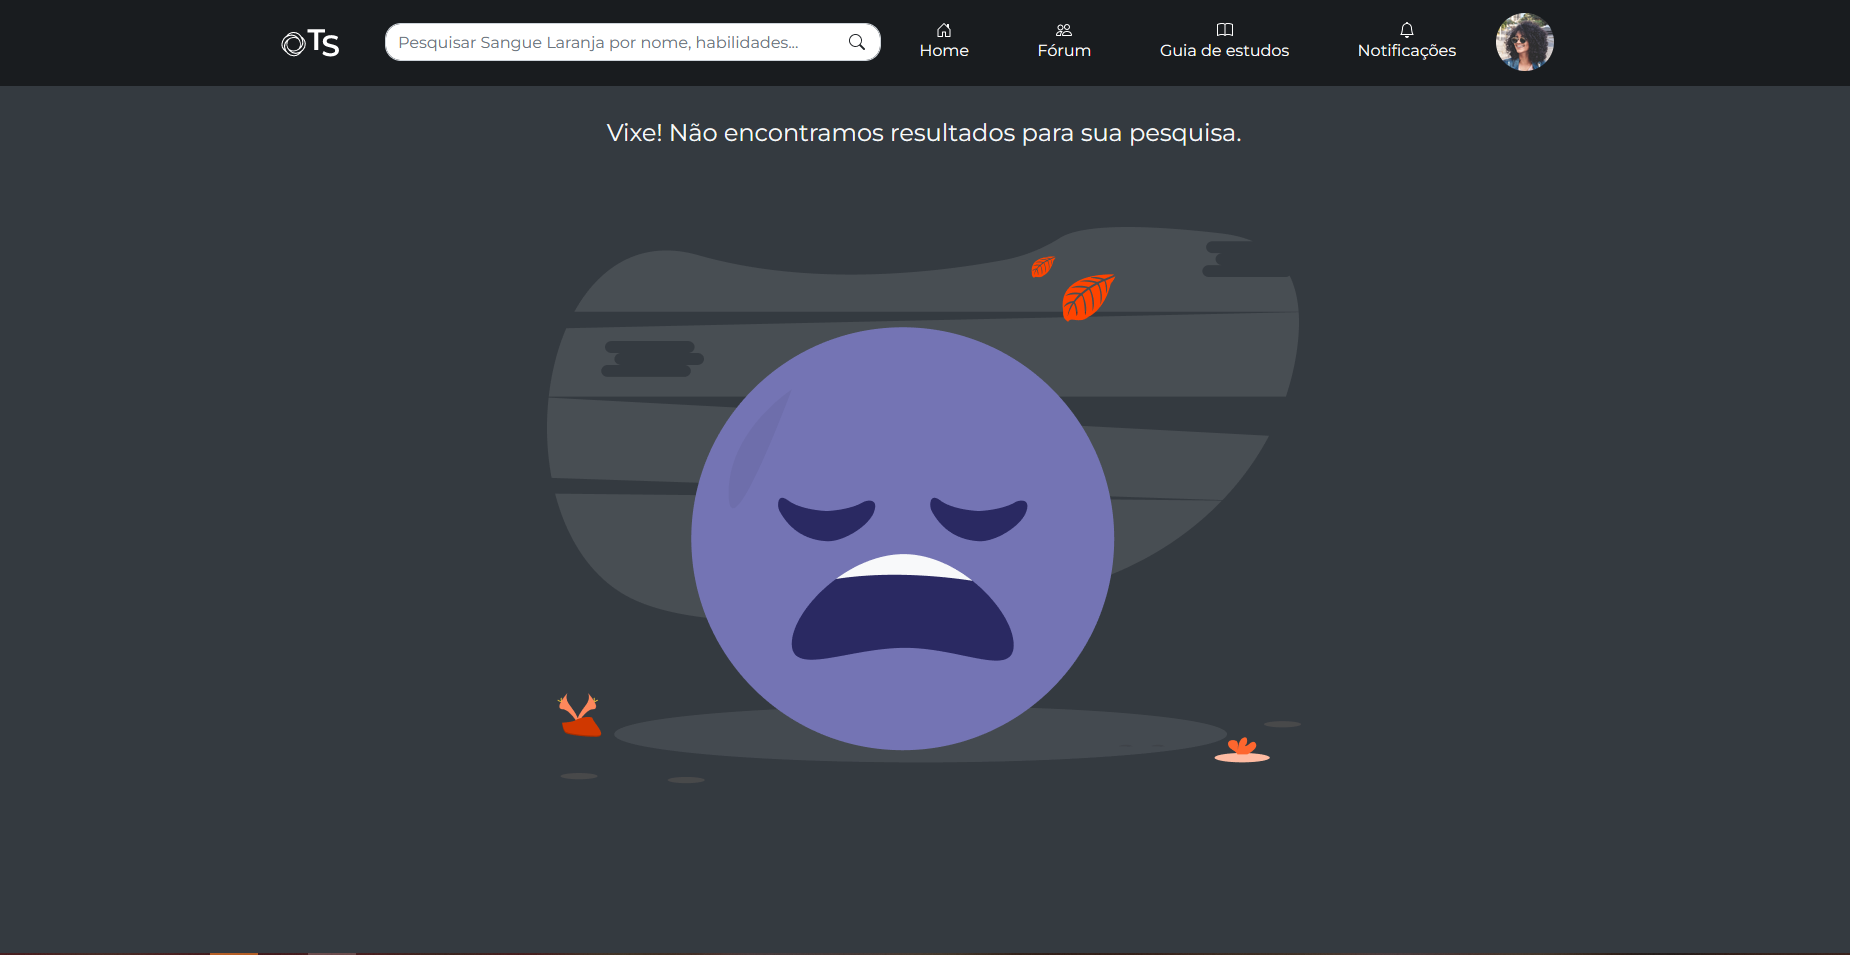 Ts
Pesquisar Sangue Laranja por nome, habilidades...
Home
Fórum
Guia de estudos
Notificações
Vixe! Não encontramos resultados para sua pesquisa.